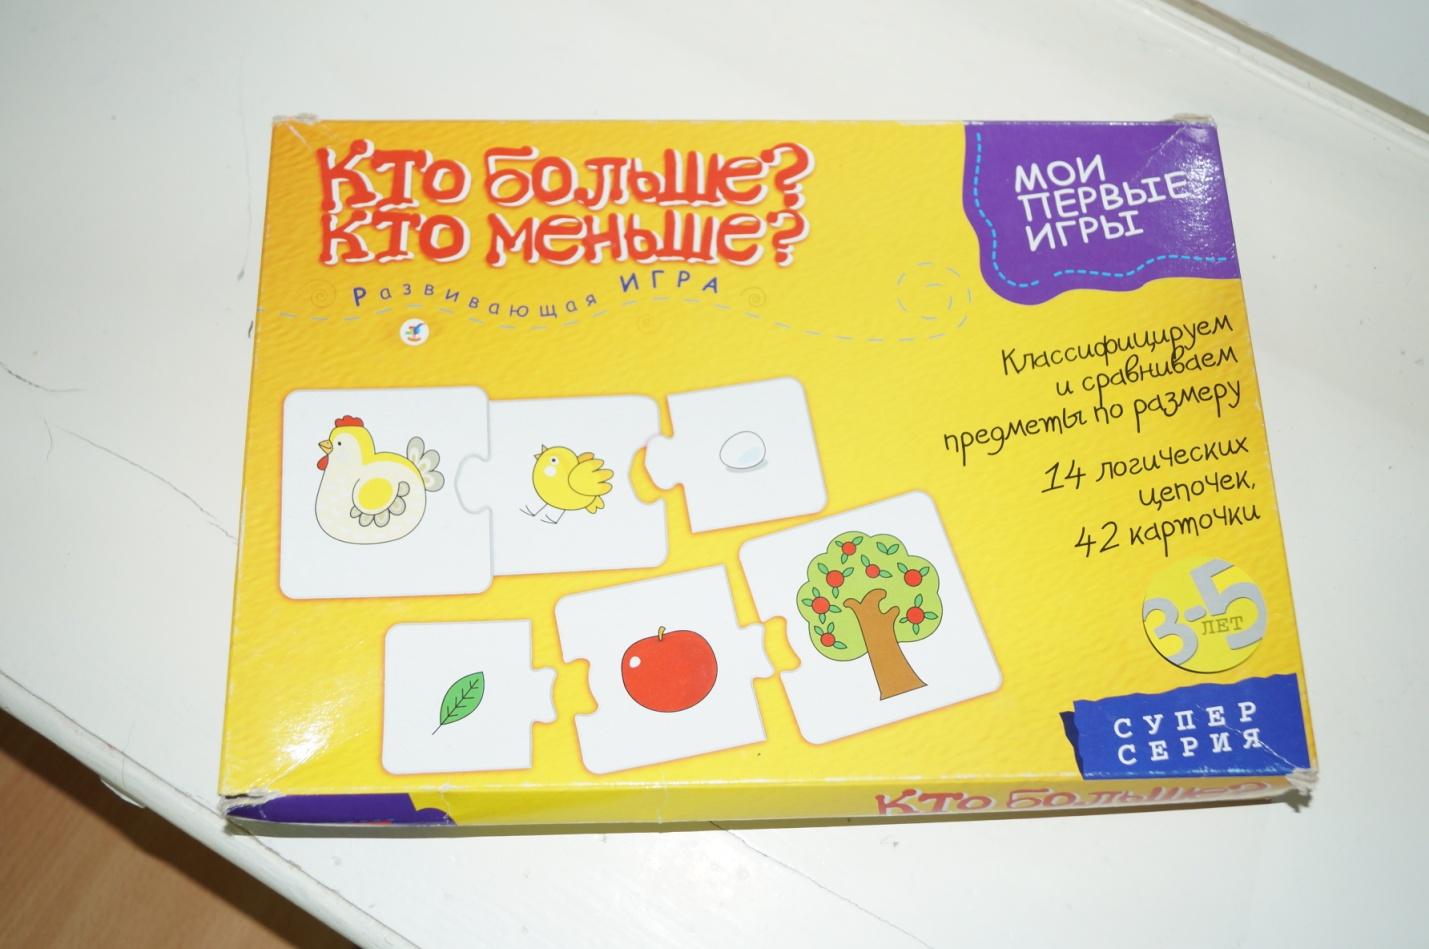 Кто больше?
Кто меньше?
Развивающая ИГРА
МОИ
ПЕРВЫЕ
ИГРЫ
Классифицируем
и сравниваем
предметы по размеру
14 логических
цепочек,
42 карточки
3-5
ЛЕТ
СУПЕР
СЕРИЯ
Кто больше?